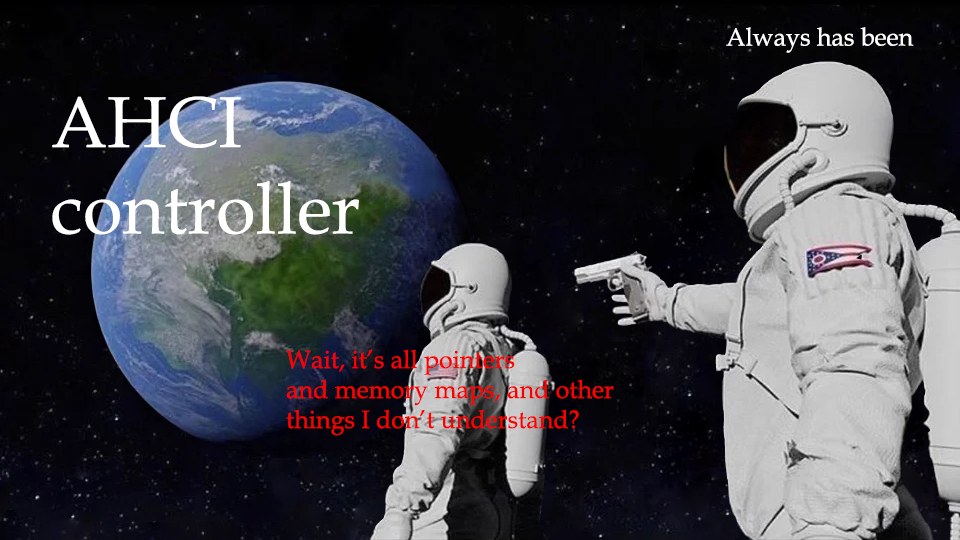 Always has been
AHCI
controller
Wait, it’s all pointers
and memory maps, and other
things I don’t understand?